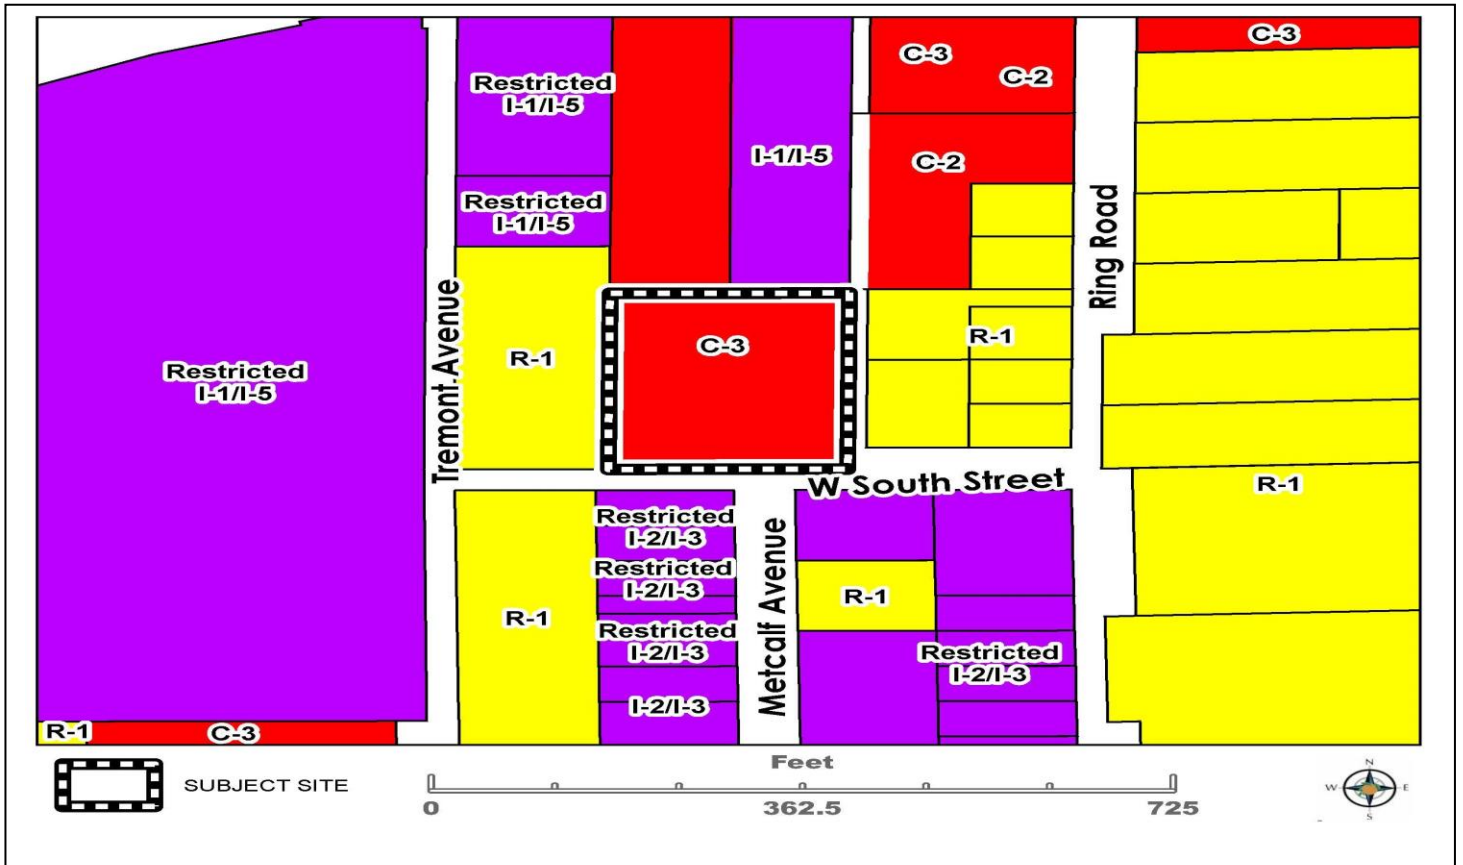 C-3
C-3
C-2
Restricted
I-1/I-5
I-1/I-5
C-2
Restricted
I-1/I-5
Ring Road
Tremont Avenue
R-1
C-3
R-1
Restricted
I-1/I-5
W South Street
R-1
Restricted
I-2/I-3
Restricted
I-2/I-3
Metcalf Avenue
R-1
R-1
Restricted
I-2/I-3
Restricted
I-2/I-3
I-2/I-3
R-1
C-3
SUBJECT SITE
Feet
0
362.5
725
N
W
E
S